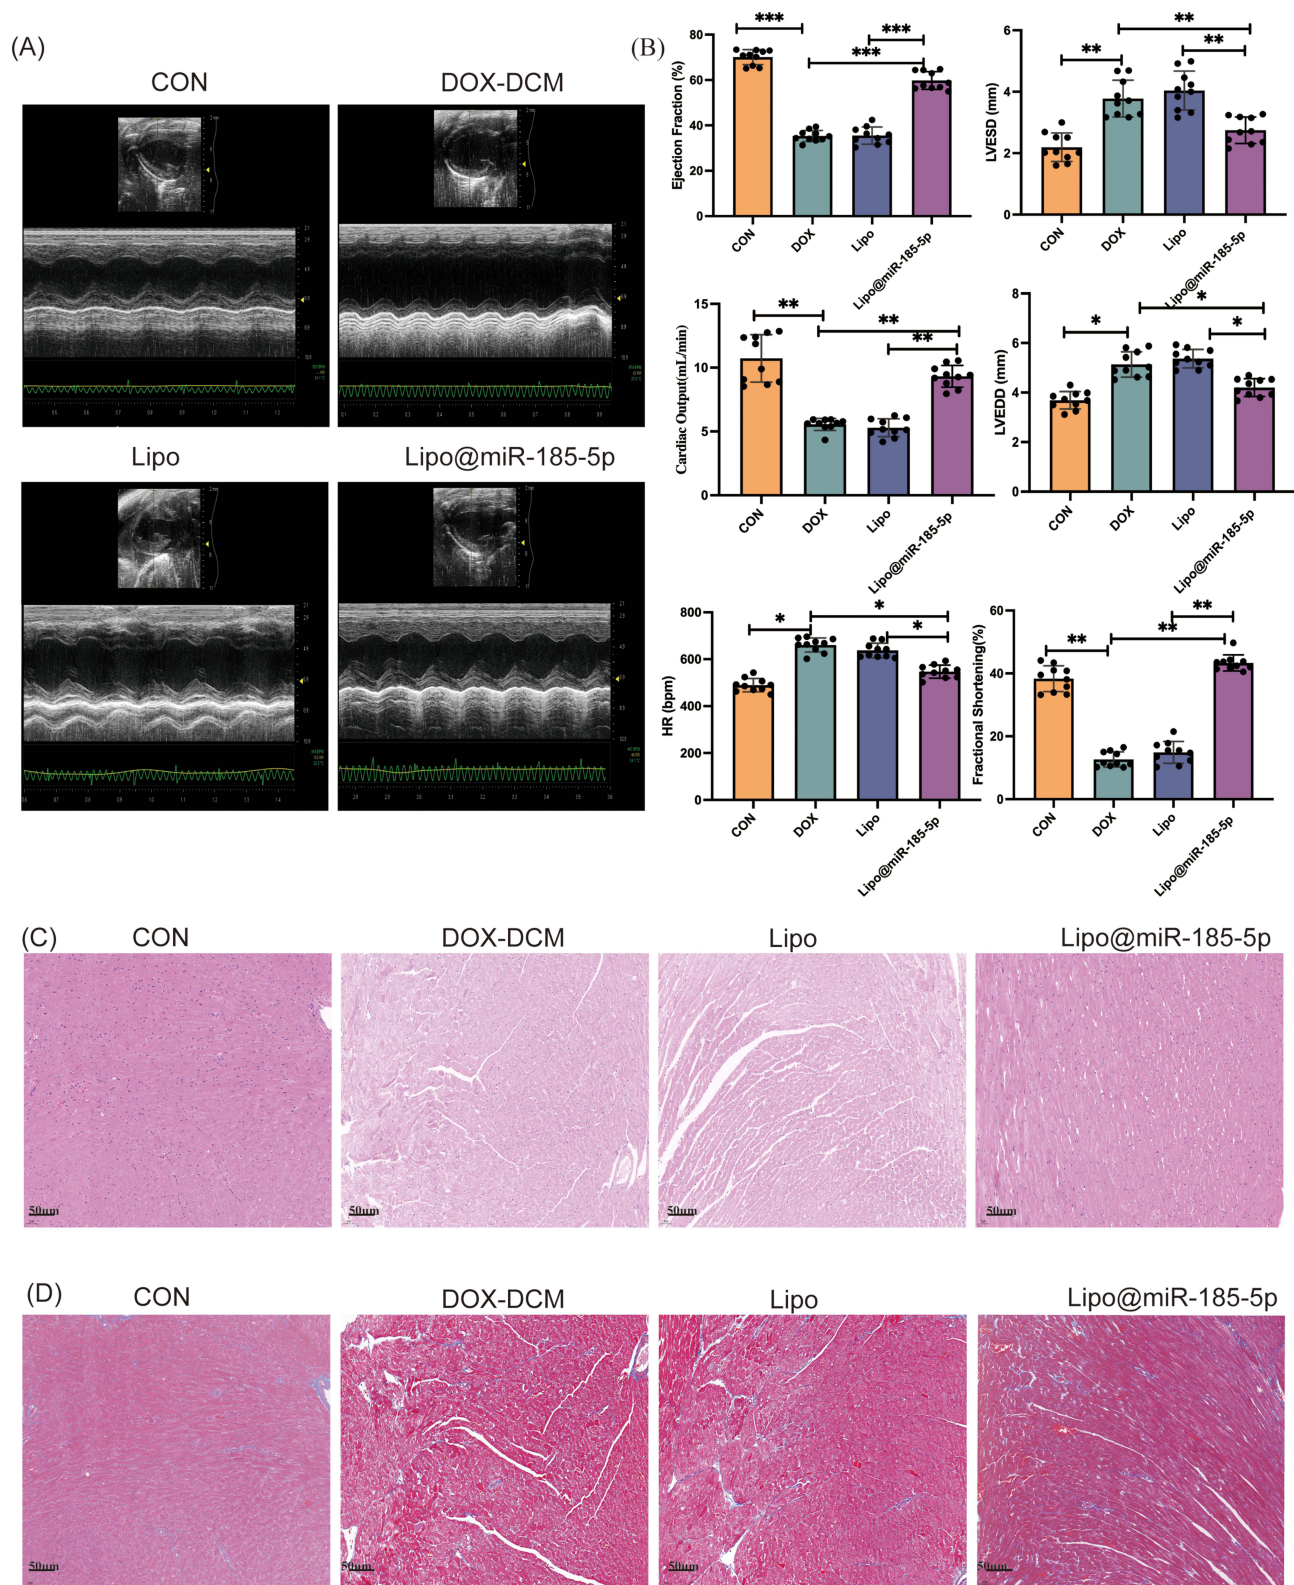 (A)
CON
DOX-DCM
Lipo
Lipo@miR-185-5p
(B)
Ejection Fraction (%)
80
60
40
20
0
CON
DOX
Lipo
Lipo@miR-185-5p
***
***
***
LVESD (mm)
6
4
2
0
CON
DOX
Lipo
Lipo@miR-185-5p
**
**
**
Cardiac Output(mL/min)
15
10
5
0
CON
DOX
Lipo
Lipo@miR-185-5p
**
**
**
LVEDD (mm)
8
6
4
2
0
CON
DOX
Lipo
Lipo@miR-185-5p
*
*
*
HR (bpm)
800
600
400
200
0
CON
DOX
Lipo
Lipo@miR-185-5p
*
*
*
Fractional Shortening(%)
60
40
20
0
CON
DOX
Lipo
Lipo@miR-185-5p
**
**
**
(C)
CON
DOX-DCM
Lipo
Lipo@miR-185-5p
50μm
50μm
50μm
50μm
(D)
CON
DOX-DCM
Lipo
Lipo@miR-185-5p
50μm
50μm
50μm
50μm